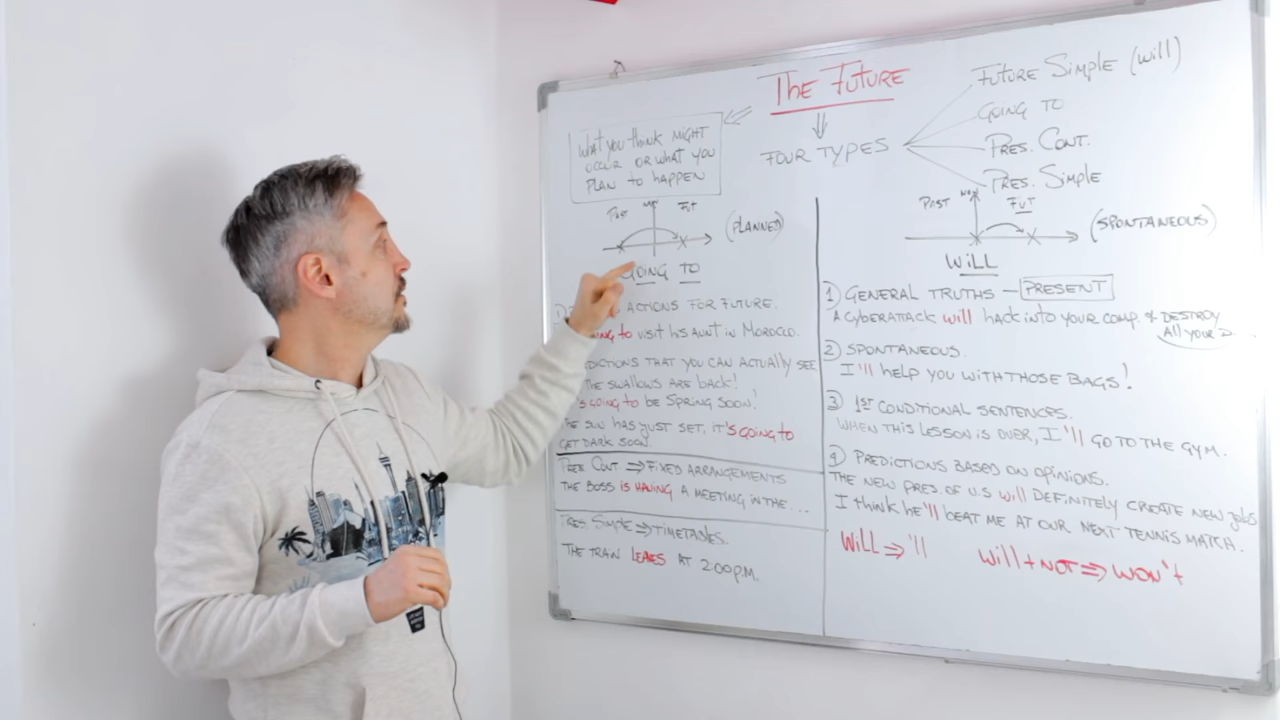 The Future
What you think might
occur or what you
plan to happen
Four Types
Future Simple (will)
Going to
Pres. Cont.
Pres. Simple
Past
Fut
(Planned)
Going to
Actions for future.
to visit his aunt in Morocco.
that you can actually see
the swallows are back!
's going to be Spring soon!
sun has just set, it's going to
get dark soon
Pres. Cont. ⇒ Fixed arrangements
The boss is having a meeting in the...
Pres. Simple ⇒ Timetables.
The train leaves at 2:00 p.m.
Past
Now
Fut
(Spontaneous)
Will
1) General truths – Present
A cyberattack will hack into your comp. & destroy
all your D...
2) Spontaneous.
I'll help you with those bags!
3) 1st Conditional Sentences.
When this lesson is over, I'll go to the gym.
4) Predictions based on opinions.
The new pres. of U.S will definitely create new jobs
I think he'll beat me at our next tennis match.
Will ⇒ 'll
Will + not ⇒ won't